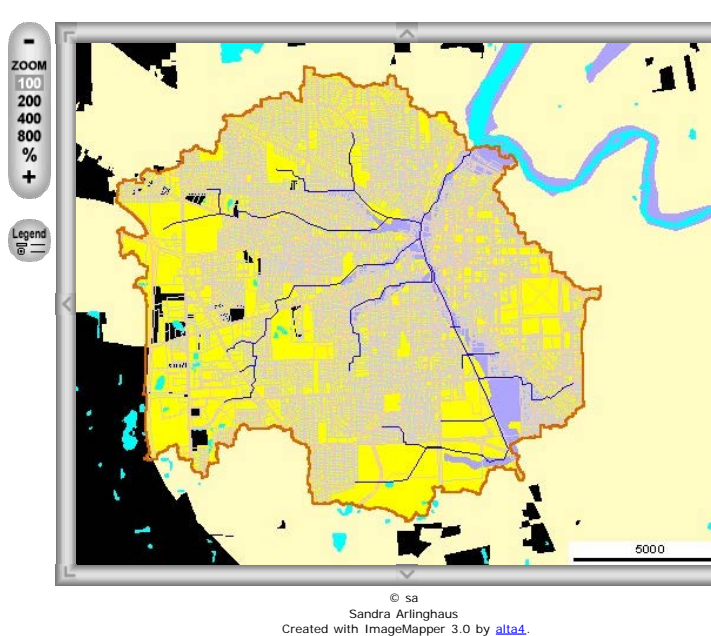 -
ZOOM
100
200
400
800
%
+
Legend
5000
© sa
Sandra Arlinghaus
Created with ImageMapper 3.0 by alta4.